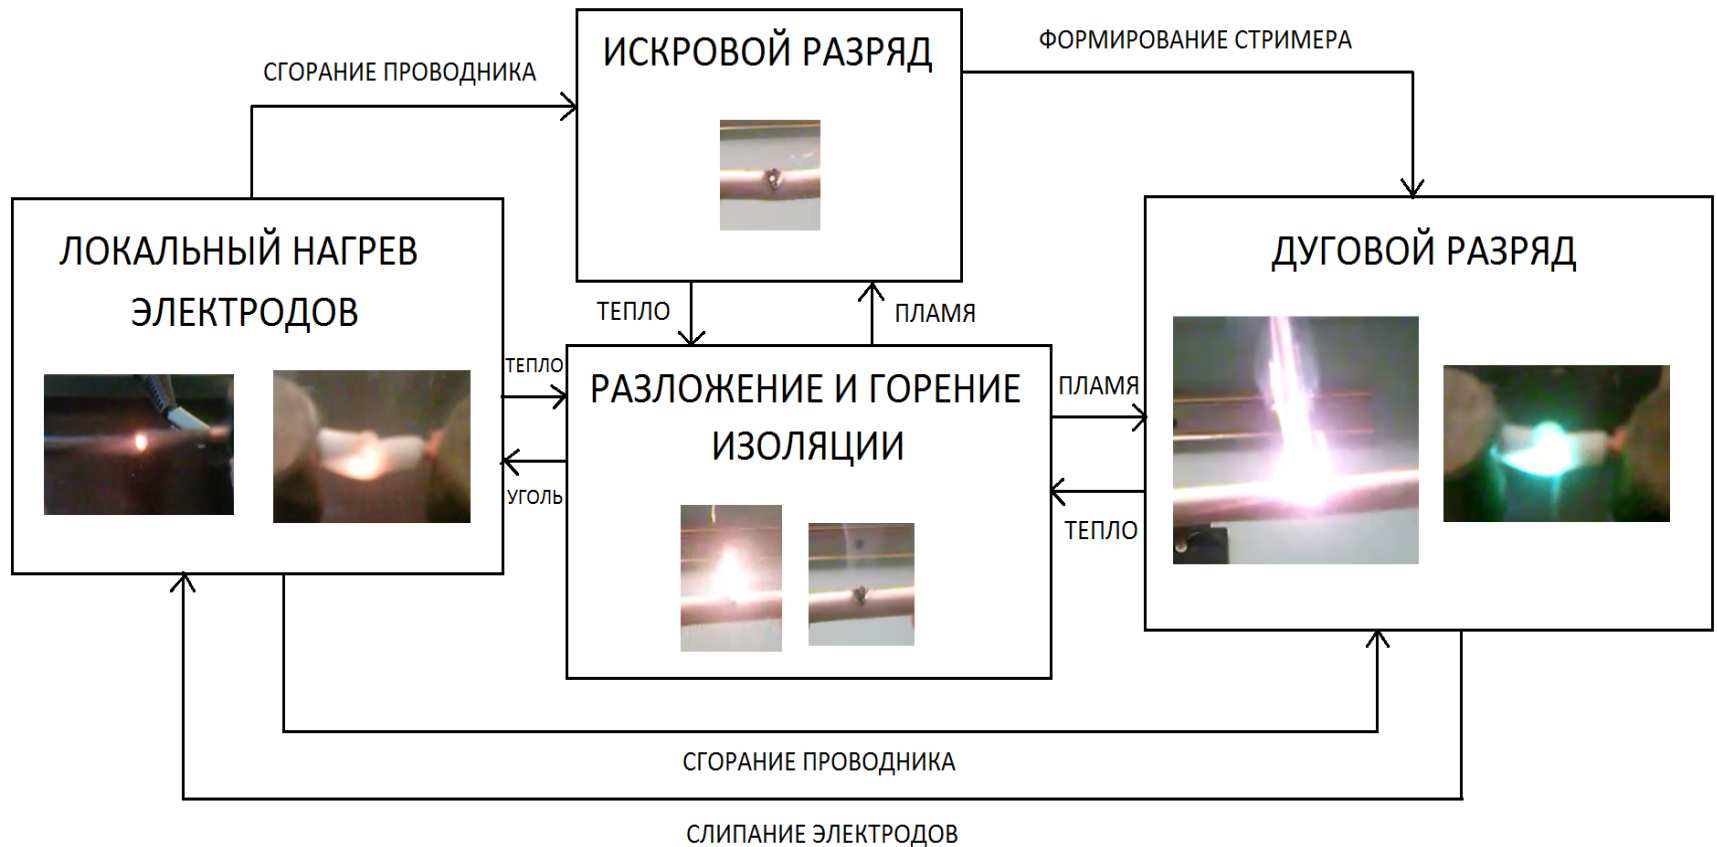 ИСКРОВОЙ РАЗРЯД
ФОРМИРОВАНИЕ СТРИМЕРА
СГОРАНИЕ ПРОВОДНИКА
ЛОКАЛЬНЫЙ НАГРЕВ
ЭЛЕКТРОДОВ
ДУГОВОЙ РАЗРЯД
ТЕПЛО
ПЛАМЯ
ТЕПЛО
РАЗЛОЖЕНИЕ И ГОРЕНИЕ
ИЗОЛЯЦИИ
ПЛАМЯ
УГОЛЬ
ТЕПЛО
СГОРАНИЕ ПРОВОДНИКА
СЛИПАНИЕ ЭЛЕКТРОДОВ